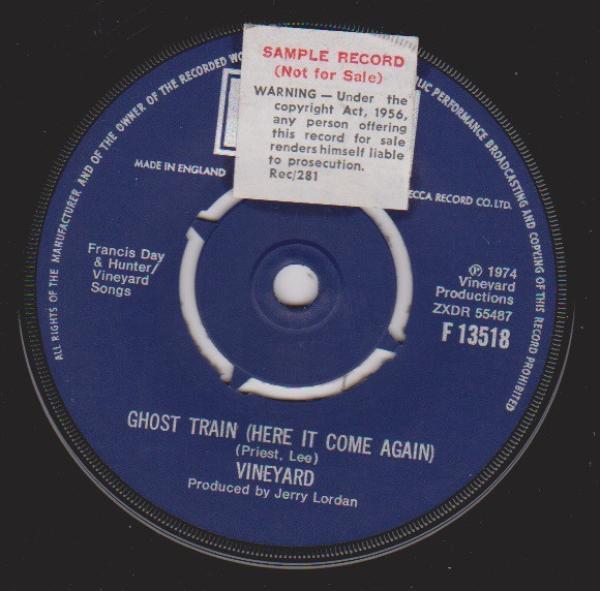 SAMPLE RECORD
(Not for Sale)
WARNING — Under the
copyright Act, 1956,
any person offering
this record for sale
renders himself liable
to prosecution.
Rec/281
ALL RIGHTS OF THE MANUFACTURER AND OF THE OWNER OF THE RECORDED WO
LIC PERFORMANCE BROADCASTING AND COPYING OF THIS RECORD PROHIBITED
MADE IN ENGLAND
ECCA RECORD CO. LTD.
Francis Day
& Hunter/
Vineyard
Songs
℗ 1974
Vineyard
Productions
ZXDR 55487
F 13518
GHOST TRAIN (HERE IT COME AGAIN)
(Priest, Lee)
VINEYARD
Produced by Jerry Lordan